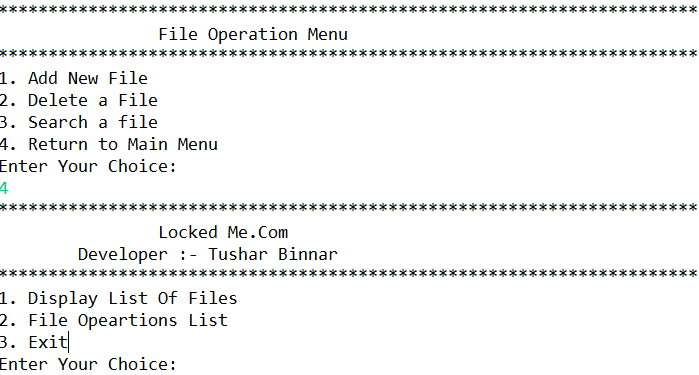 ***********************************************************************
File Operation Menu
***********************************************************************
1. Add New File
2. Delete a File
3. Search a file
4. Return to Main Menu
Enter Your Choice:
4
***********************************************************************
Locked Me.Com
Developer :- Tushar Binnar
***********************************************************************
1. Display List Of Files
2. File Opeartions List
3. Exit
Enter Your Choice: